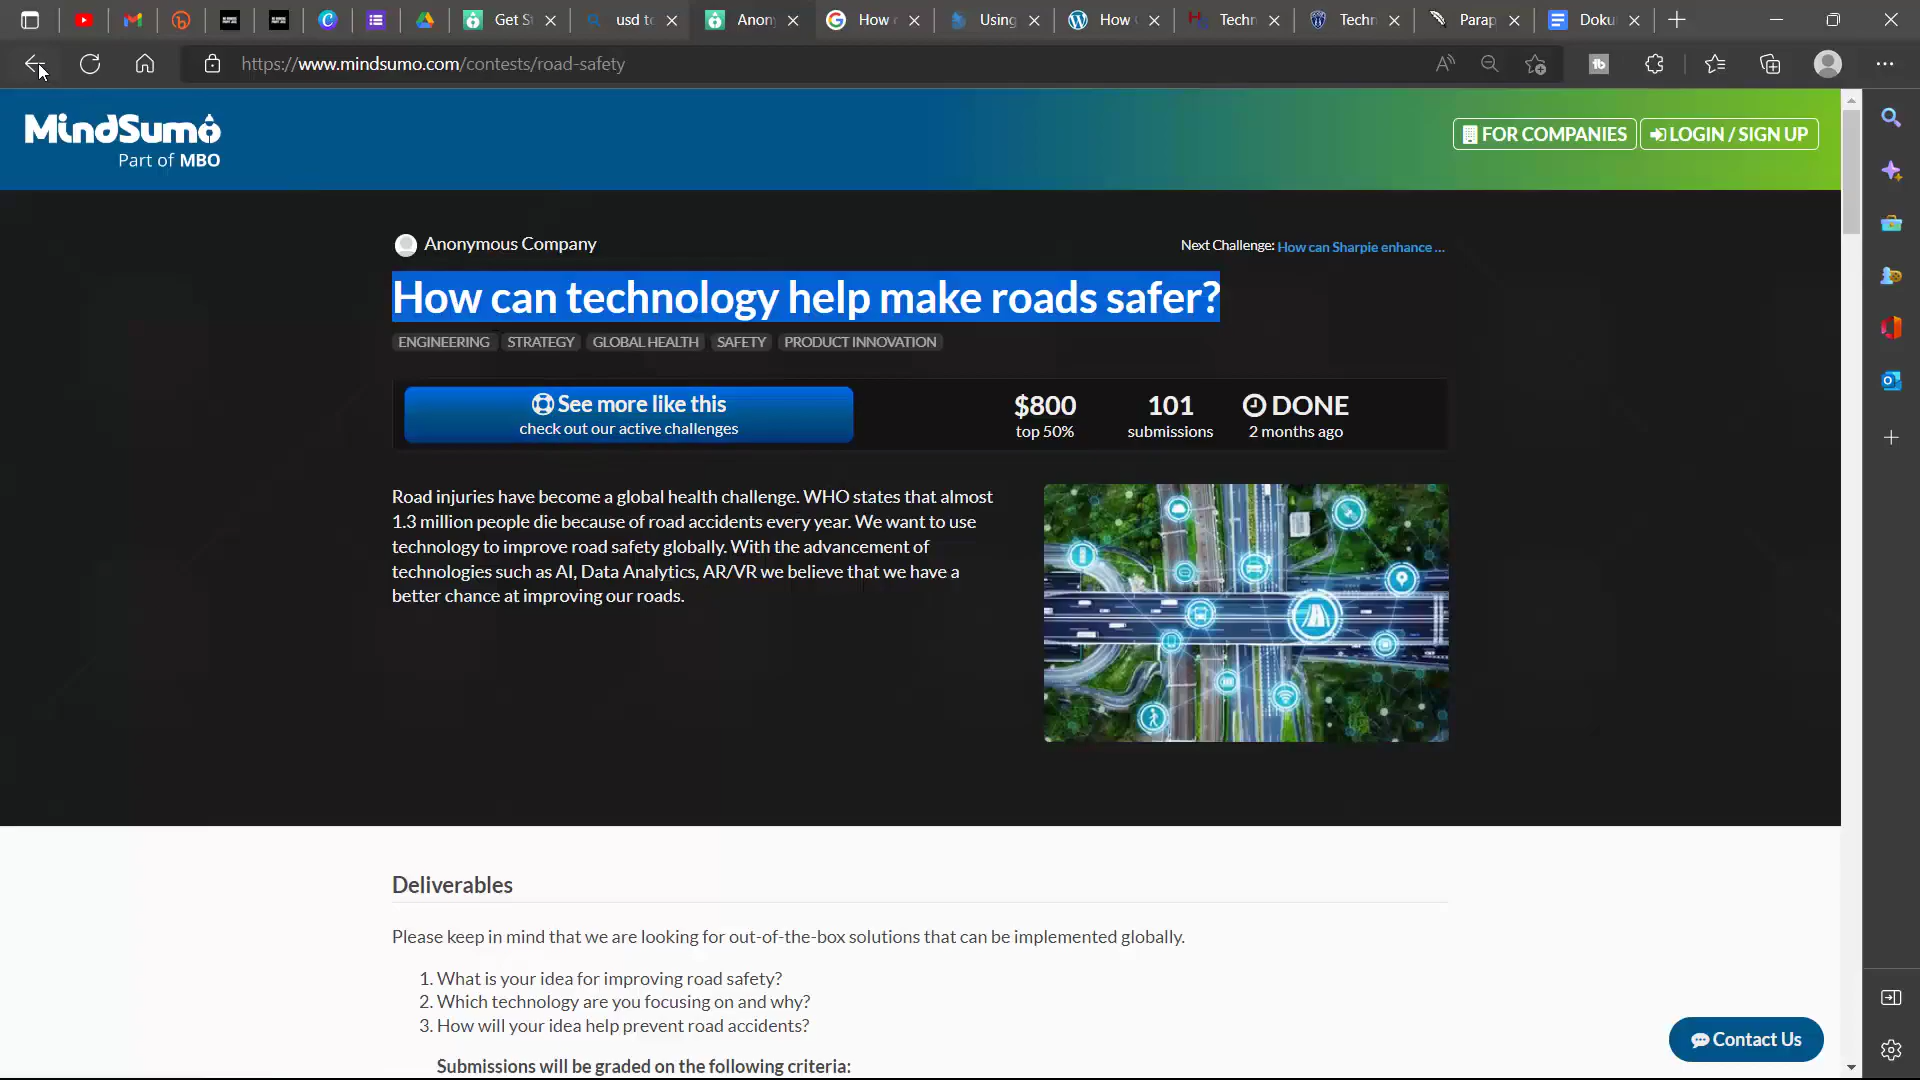 Get S
usd to
Anon
How
Using
How
Techn
Techn
Parap
Doku
https://www.mindsumo.com/contests/road-safety
MindSumo
Part of MBO
FOR COMPANIES
LOGIN / SIGN UP
Anonymous Company
Next Challenge: How can Sharpie enhance ...
How can technology help make roads safer?
ENGINEERING STRATEGY GLOBAL HEALTH SAFETY PRODUCT INNOVATION
See more like this
check out our active challenges
$800
top 50%
101
submissions
DONE
2 months ago
Road injuries have become a global health challenge. WHO states that almost
1.3 million people die because of road accidents every year. We want to use
technology to improve road safety globally. With the advancement of
technologies such as AI, Data Analytics, AR/VR we believe that we have a
better chance at improving our roads.
Deliverables
Please keep in mind that we are looking for out-of-the-box solutions that can be implemented globally.
1. What is your idea for improving road safety?
2. Which technology are you focusing on and why?
3. How will your idea help prevent road accidents?
Submissions will be graded on the following criteria:
Contact Us